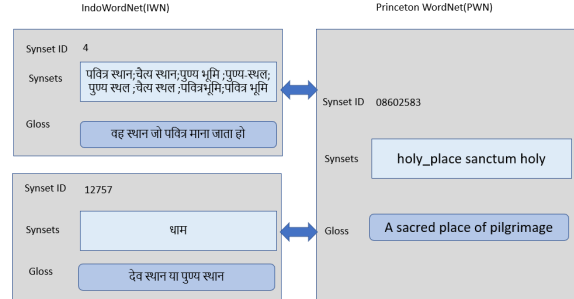 IndoWordNet(IWN)
Princeton WordNet(PWN)
Synset ID 4
Synsets
पवित्र स्थान;चैत्य स्थान;पुण्य भूमि ;पुण्य-स्थल;
पुण्य स्थल ;चैत्य स्थल ;पवित्रभूमि;पवित्र भूमि
Gloss
वह स्थान जो पवित्र माना जाता हो
Synset ID 12757
Synsets
धाम
Gloss
देव स्थान या पुण्य स्थान
Synset ID 08602583
Synsets
holy_place sanctum holy
Gloss
A sacred place of pilgrimage